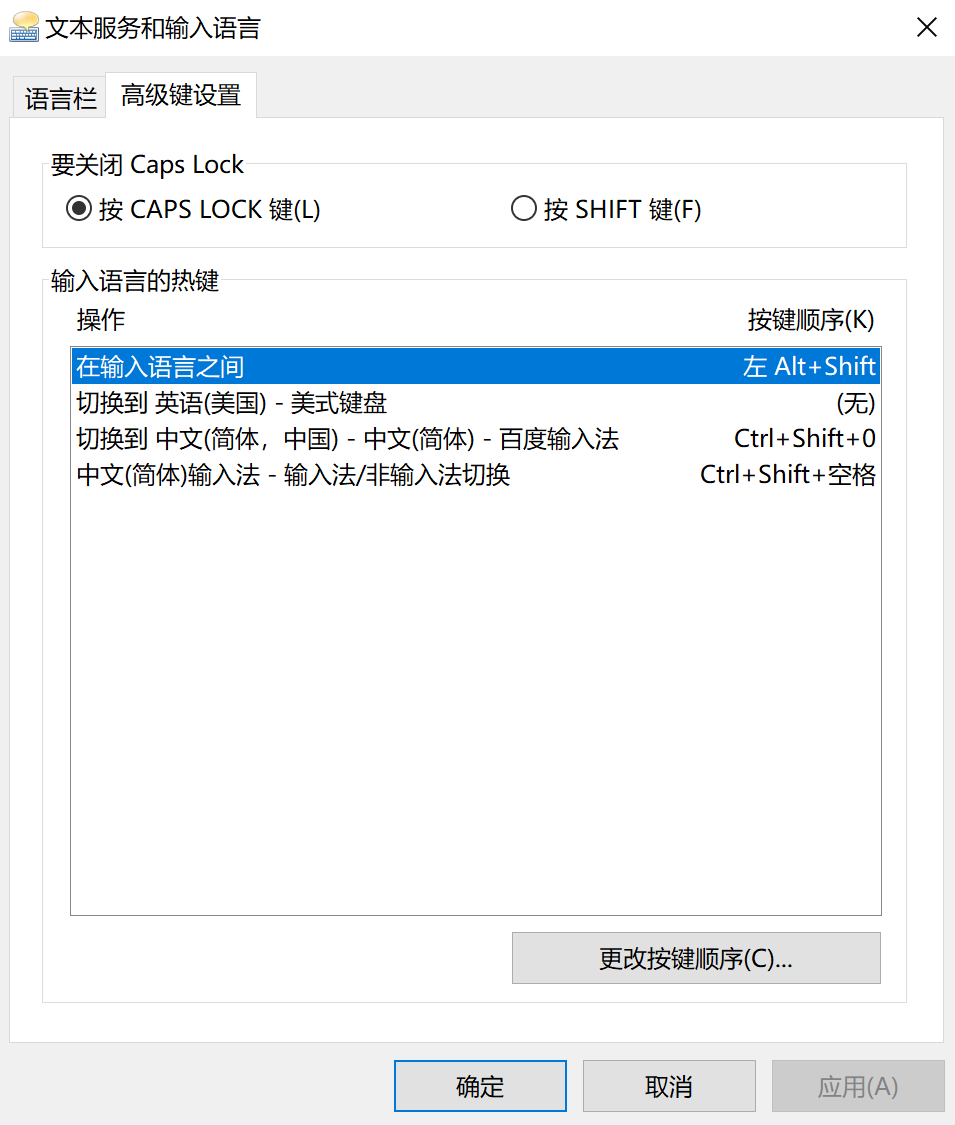 文本服务和输入语言
语言栏 高级键设置
要关闭 Caps Lock
按 CAPS LOCK 键(L) 按 SHIFT 键(F)
输入语言的热键
操作 按键顺序(K)
在输入语言之间 左 Alt+Shift
切换到 英语(美国) - 美式键盘 (无)
切换到 中文(简体，中国) - 中文(简体) - 百度输入法 Ctrl+Shift+0
中文(简体)输入法 - 输入法/非输入法切换 Ctrl+Shift+空格
更改按键顺序(C)...
确定 取消 应用(A)